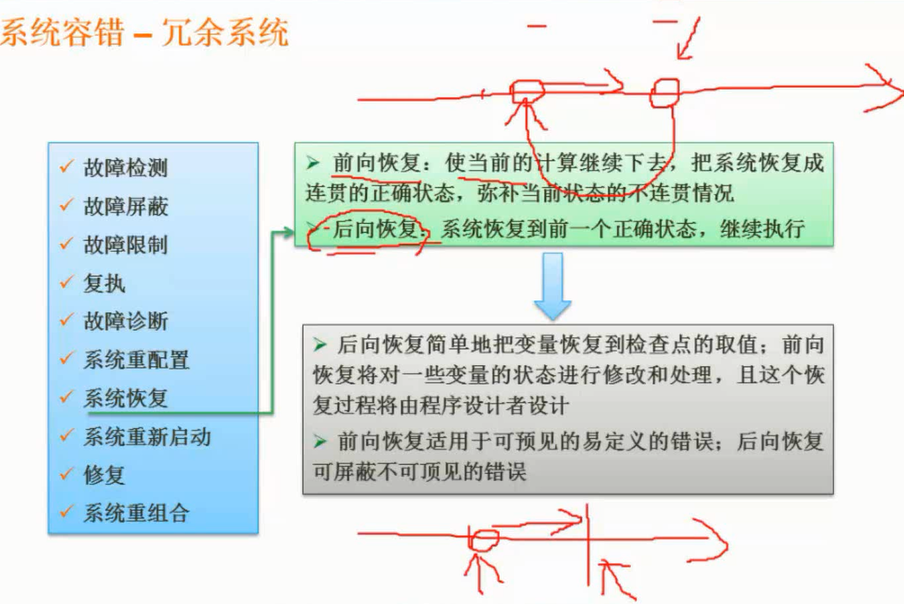 系统容错 – 冗余系统
故障检测
故障屏蔽
故障限制
复执
故障诊断
系统重配置
系统恢复
系统重新启动
修复
系统重组合
前向恢复：使当前的计算继续下去，把系统恢复成
连贯的正确状态，弥补当前状态的不连贯情况
后向恢复：系统恢复到前一个正确状态，继续执行
后向恢复简单地把变量恢复到检查点的取值；前向
恢复将对一些变量的状态进行修改和处理，且这个恢
复过程将由程序设计者设计
前向恢复适用于可预见的易定义的错误；后向恢复
可屏蔽不可顶见的错误